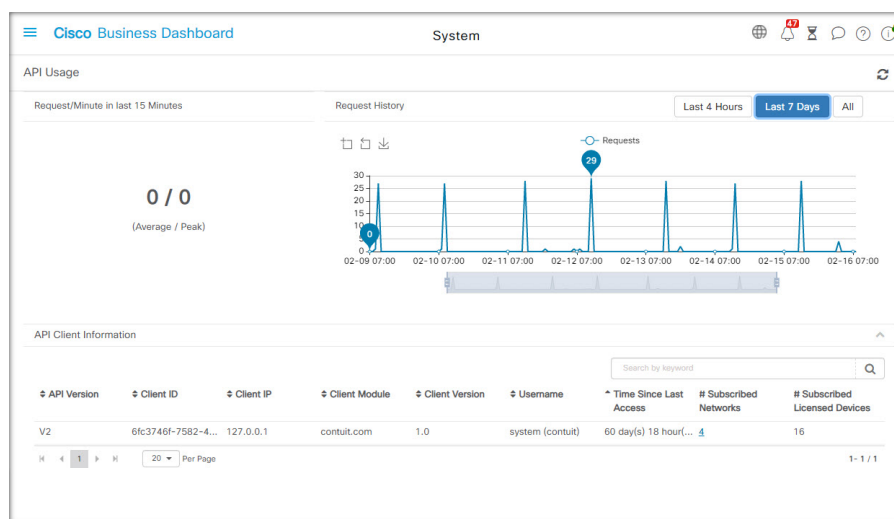 Cisco Business Dashboard
System
47
API Usage
Request/Minute in last 15 Minutes
Request History
Last 4 Hours
Last 7 Days
All
Requests
29
30
25
20
15
10
5
0
0
0 / 0
(Average / Peak)
02-09 07:00 02-10 07:00 02-11 07:00 02-12 07:00 02-13 07:00 02-14 07:00 02-15 07:00 02-16 07:00
API Client Information
Search by keyword
API Version Client ID Client IP Client Module Client Version Username Time Since Last Access # Subscribed Networks # Subscribed Licensed Devices
V2 6fc3746f-7582-4... 127.0.0.1 contuit.com 1.0 system (contuit) 60 day(s) 18 hour(... 4 16
1 20 Per Page 1- 1 / 1